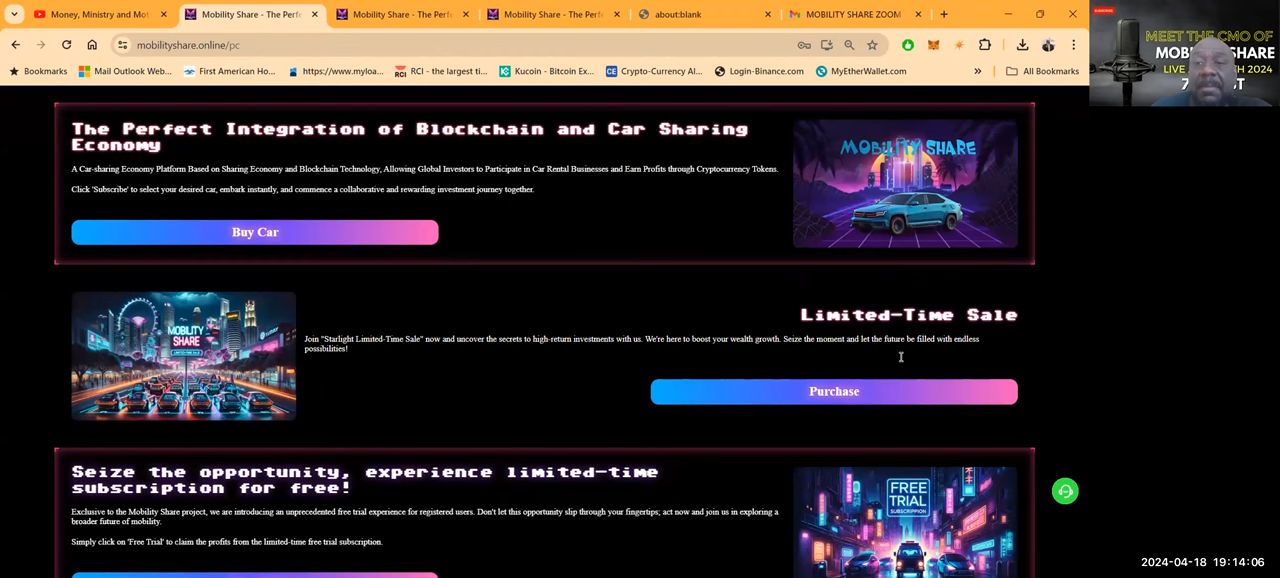 Money, Ministry and Mot
Mobility Share - The Perf
Mobility Share - The Perf
Mobility Share - The Perf
about:blank
MOBILITY SHARE ZOOM
mobilityshare.online/pc
Bookmarks
Mail Outlook Web...
First American Ho...
https://www.myloa...
RCI
RCI - the largest ti...
Kucoin - Bitcoin Ex...
CE
Crypto-Currency AI...
Login-Binance.com
MyEtherWallet.com
All Bookmarks
MEET THE CMO OF
MOBILITY SHARE
2024
The Perfect Integration of Blockchain and Car Sharing
Economy
A Car-sharing Economy Platform Based on Sharing Economy and Blockchain Technology, Allowing Global Investors to Participate in Car Rental Businesses and Earn Profits through Cryptocurrency Tokens.
Click 'Subscribe' to select your desired car, embark instantly, and commence a collaborative and rewarding investment journey together.
Buy Car
MOBILITY SHARE
MOBILITY
SHARE
Limited-Time Sale
Join "Starlight Limited-Time Sale" now and uncover the secrets to high-return investments with us. We're here to boost your wealth growth. Seize the moment and let the future be filled with endless
possibilities!
Purchase
Seize the opportunity, experience limited-time
subscription for free!
Exclusive to the Mobility Share project, we are introducing an unprecedented free trial experience for registered users. Don't let this opportunity slip through your fingertips; act now and join us in exploring a
broader future of mobility.
Simply click on 'Free Trial' to claim the profits from the limited-time free trial subscription.
FREE
TRIAL
SUBSCRIPTION
2024-04-18 19:14:06